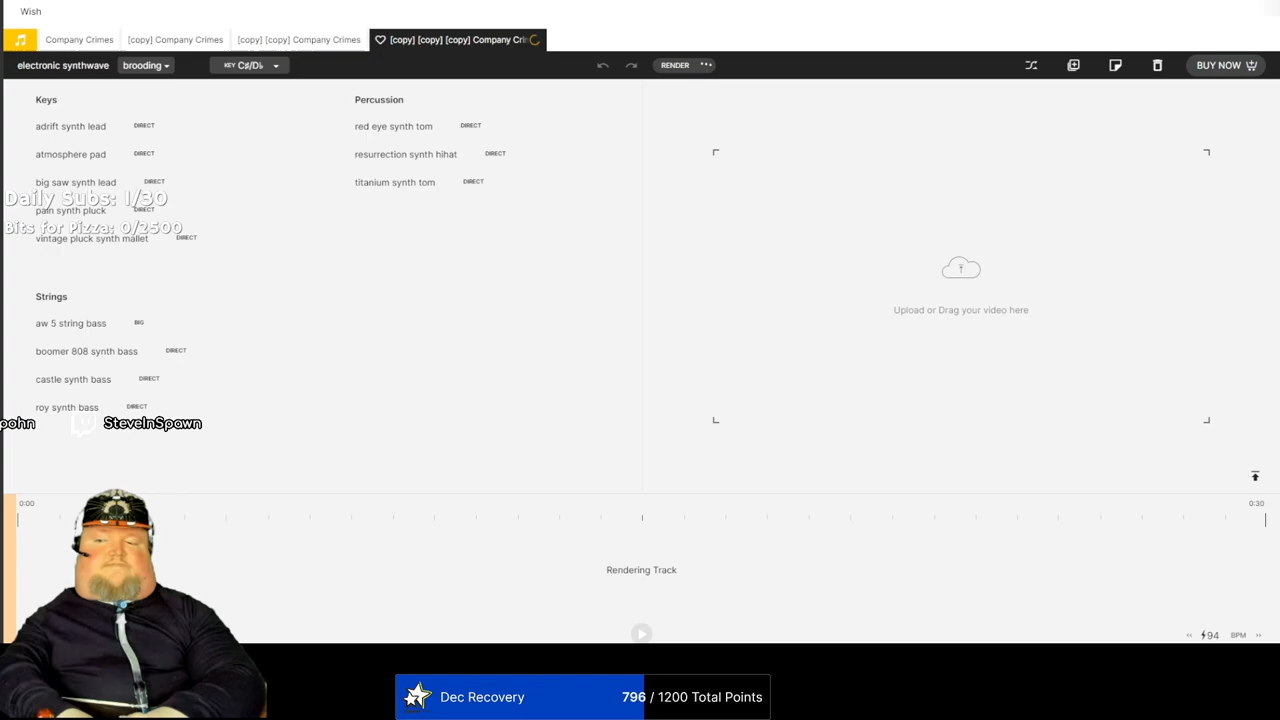 Wish
Company Crimes
[copy] Company Crimes
[copy] [copy] Company Crimes
[copy] [copy] [copy] Company Cri
electronic synthwave
brooding
KEY C♯/D♭
RENDER
BUY NOW
Keys
adrift synth lead DIRECT
atmosphere pad DIRECT
big saw synth lead DIRECT
pain synth pluck DIRECT
vintage pluck synth mallet DIRECT
Daily Subs: 1/30
Bits for Pizza: 0/2500
Percussion
red eye synth tom DIRECT
resurrection synth hihat DIRECT
titanium synth tom DIRECT
Strings
aw 5 string bass BIG
boomer 808 synth bass DIRECT
castle synth bass DIRECT
roy synth bass DIRECT
oohn
SteveInSpawn
Upload or Drag your video here
0:00
0:30
Rendering Track
94 BPM
Dec Recovery 796 / 1200 Total Points